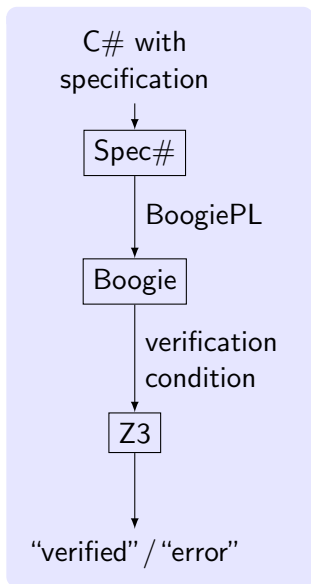 C# with
specification
Spec#
BoogiePL
Boogie
verification
condition
Z3
“verified” / “error”